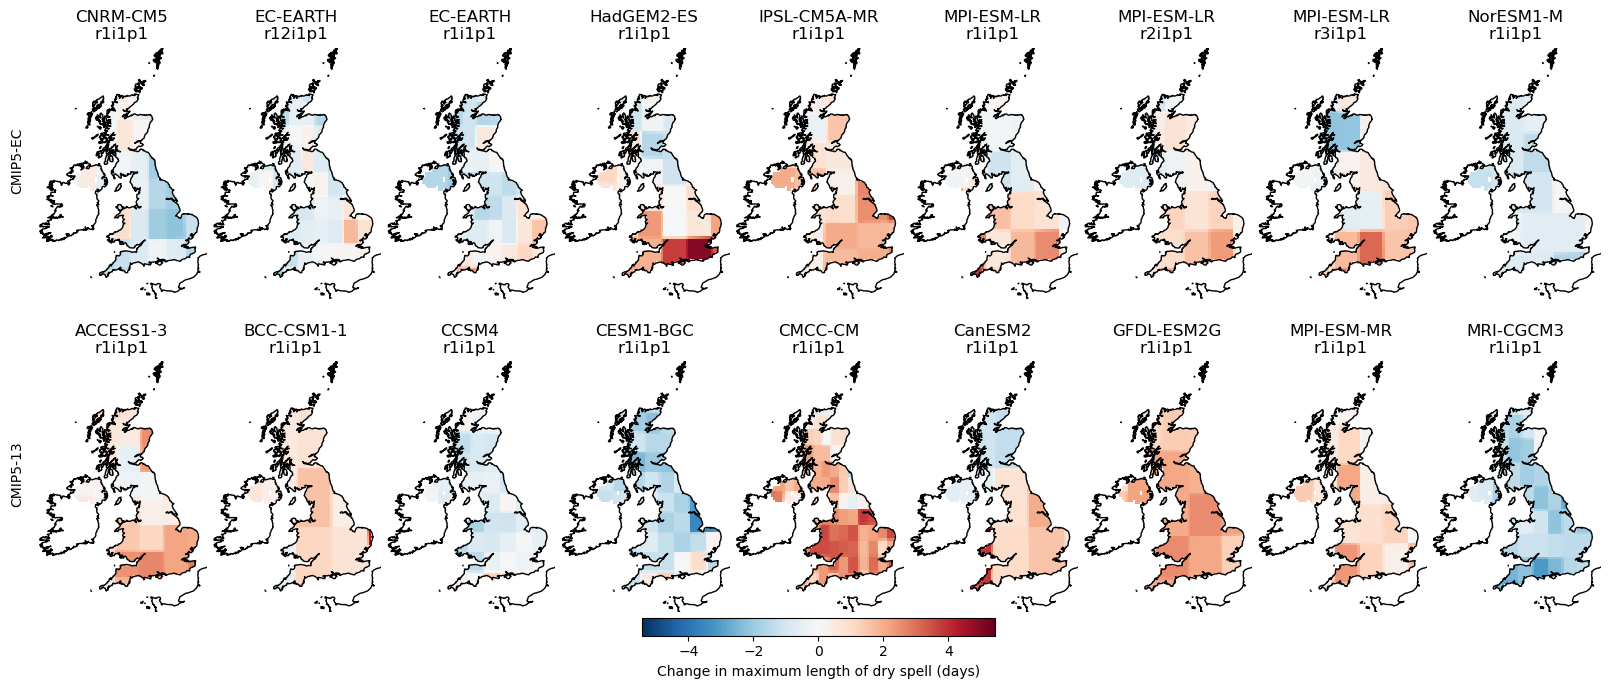 CNRM-CM5 EC-EARTH EC-EARTH HadGEM2-ES IPSL-CM5A-MR MPI-ESM-LR MPI-ESM-LR MPI-ESM-LR NorESM1-M
r1i1p1 r12i1p1 r1i1p1 r1i1p1 r1i1p1 r1i1p1 r2i1p1 r3i1p1 r1i1p1
CMIP5-EC
ACCESS1-3 BCC-CSM1-1 CCSM4 CESM1-BGC CMCC-CM CanESM2 GFDL-ESM2G MPI-ESM-MR MRI-CGCM3
r1i1p1 r1i1p1 r1i1p1 r1i1p1 r1i1p1 r1i1p1 r1i1p1 r1i1p1 r1i1p1
CMIP5-13
−4 −2 0 2 4
Change in maximum length of dry spell (days)